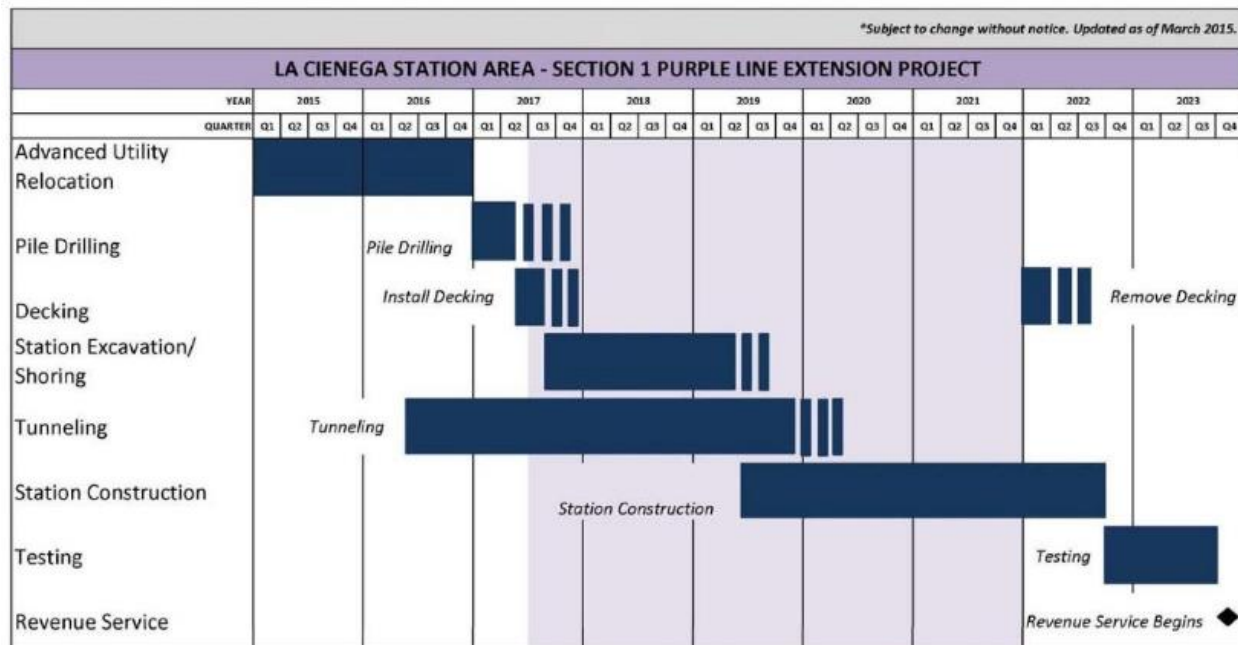 *Subject to change without notice. Updated as of March 2015.
LA CIENEGA STATION AREA - SECTION 1 PURPLE LINE EXTENSION PROJECT
YEAR 2015 2016 2017 2018 2019 2020 2021 2022 2023
QUARTER Q1 Q2 Q3 Q4 Q1 Q2 Q3 Q4 Q1 Q2 Q3 Q4 Q1 Q2 Q3 Q4 Q1 Q2 Q3 Q4 Q1 Q2 Q3 Q4 Q1 Q2 Q3 Q4 Q1 Q2 Q3 Q4 Q1 Q2 Q3 Q4
Advanced Utility
Relocation
Pile Drilling Pile Drilling
Install Decking Remove Decking
Decking
Station Excavation/
Shoring
Tunneling Tunneling
Station Construction
Station Construction
Testing Testing
Revenue Service Revenue Service Begins